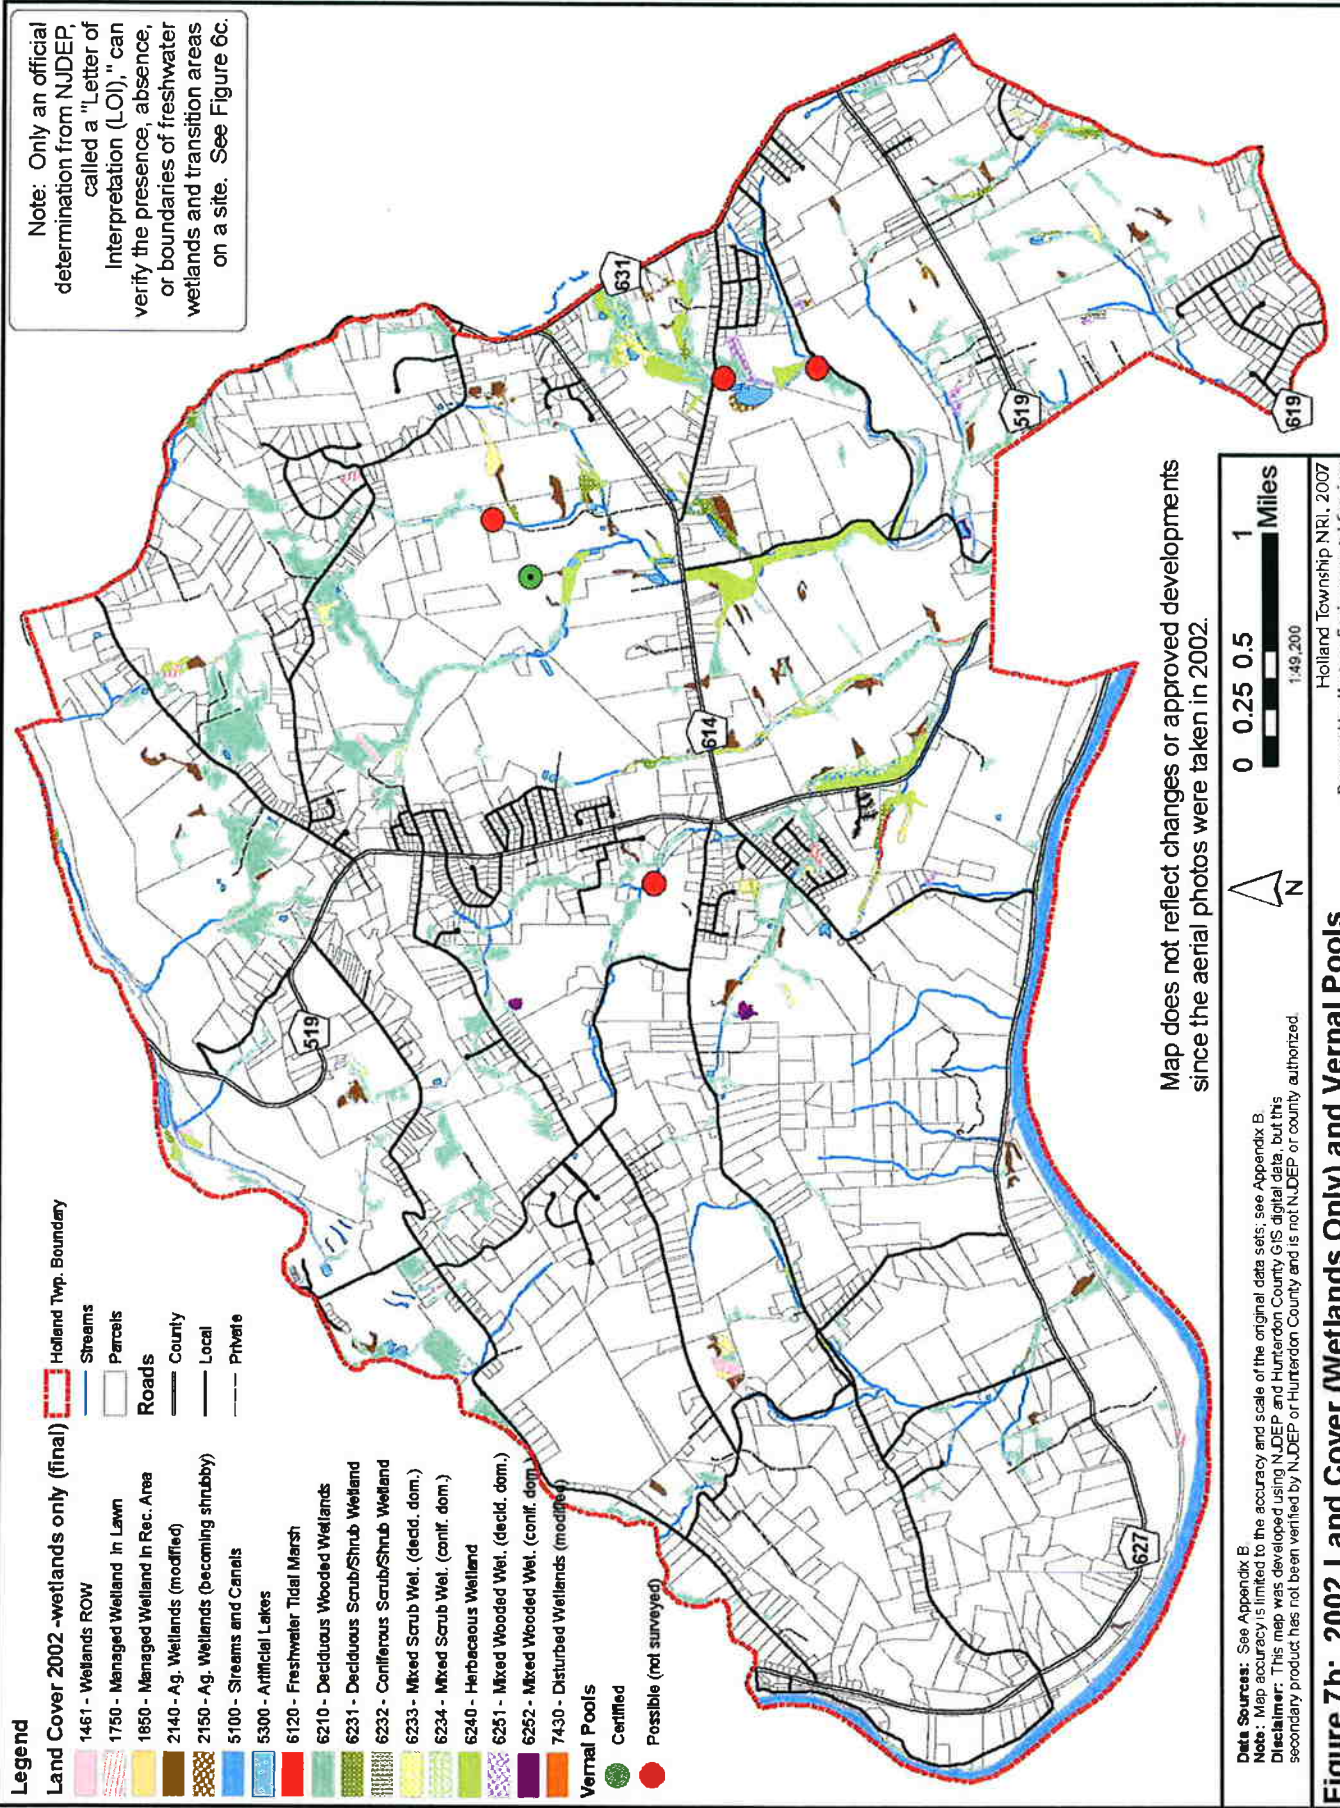 Note: Only an official
determination from NJDEP,
called a "Letter of
Interpretation (LOI)," can
verify the presence, absence,
or boundaries of freshwater
wetlands and transition areas
on a site. See Figure 6c.
Legend
Land Cover 2002 -wetlands only (final)
1461 - Wetlands ROW
1750 - Managed Wetland in Lawn
1850 - Managed Wetland in Rec. Area
2140 - Ag. Wetlands (modified)
2150 - Ag. Wetlands (becoming shrubby)
5100 - Streams and Canals
5300 - Artificial Lakes
6120 - Freshwater Tidal Marsh
6210 - Deciduous Wooded Wetlands
6231 - Deciduous Scrub/Shrub Wetland
6232 - Coniferous Scrub/Shrub Wetland
6233 - Mixed Scrub Wet. (decid. dom.)
6234 - Mixed Scrub Wet. (conif. dom.)
6240 - Herbaceous Wetland
6251 - Mixed Wooded Wet. (decid. dom.)
6252 - Mixed Wooded Wet. (conif. dom.)
7430 - Disturbed Wetlands (modified)
Vernal Pools
Certified
Possible (not surveyed)
Holland Twp. Boundary
Streams
Parcels
Roads
County
Local
Private
631
519
614
519
619
627
Map does not reflect changes or approved developments
since the aerial photos were taken in 2002.
Data Sources: See Appendix B.
Note: Map accuracy is limited to the accuracy and scale of the original data sets; see Appendix B.
Disclaimer: This map was developed using NJDEP and Hunterdon County GIS digital data, but this
secondary product has not been verified by NJDEP or Hunterdon County and is not NJDEP or county authorized.
N
0 0.25 0.5 1
Miles
1:49,200
Holland Township NRI, 2007
Figure 7b: 2002 Land Cover (Wetlands Only) and Vernal Pools